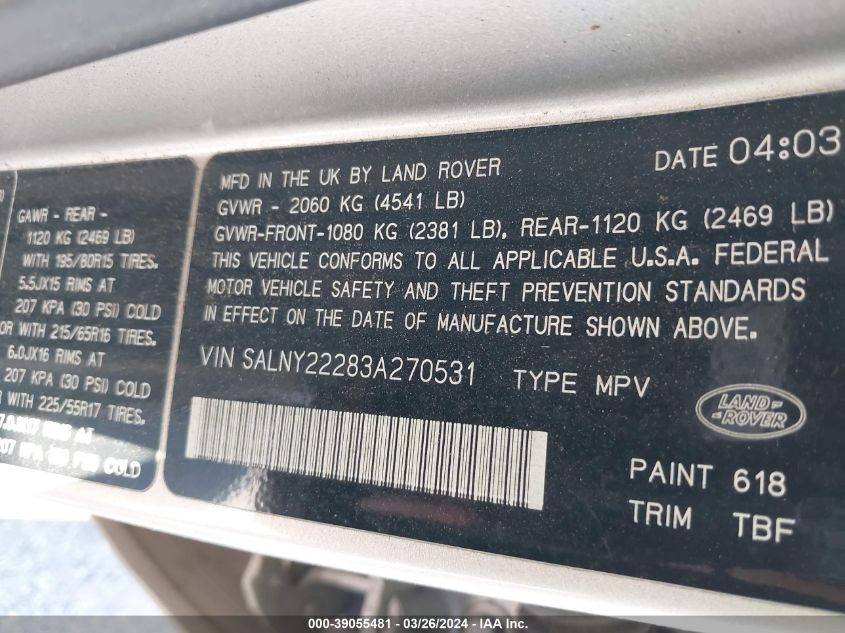 GAWR - REAR -
1120 KG (2469 LB)
WITH 195/80R15 TIRES.
5.5JX15 RIMS AT
207 KPA (30 PSI) COLD
OR WITH 215/65R16 TIRES.
6.0JX16 RIMS AT
207 KPA (30 PSI) COLD
WITH 225/55R17 TIRES.
AT
KPA COLD
DATE 04:03
MFD IN THE UK BY LAND ROVER
GVWR - 2060 KG (4541 LB)
GVWR-FRONT-1080 KG (2381 LB), REAR-1120 KG (2469 LB)
THIS VEHICLE CONFORMS TO ALL APPLICABLE U.S.A. FEDERAL
MOTOR VEHICLE SAFETY AND THEFT PREVENTION STANDARDS
IN EFFECT ON THE DATE OF MANUFACTURE SHOWN ABOVE.
VIN SALNY22283A270531 TYPE MPV
LAND-
-ROVER
PAINT 618
TRIM TBF
000-39055481 - 03/26/2024 - IAA Inc.